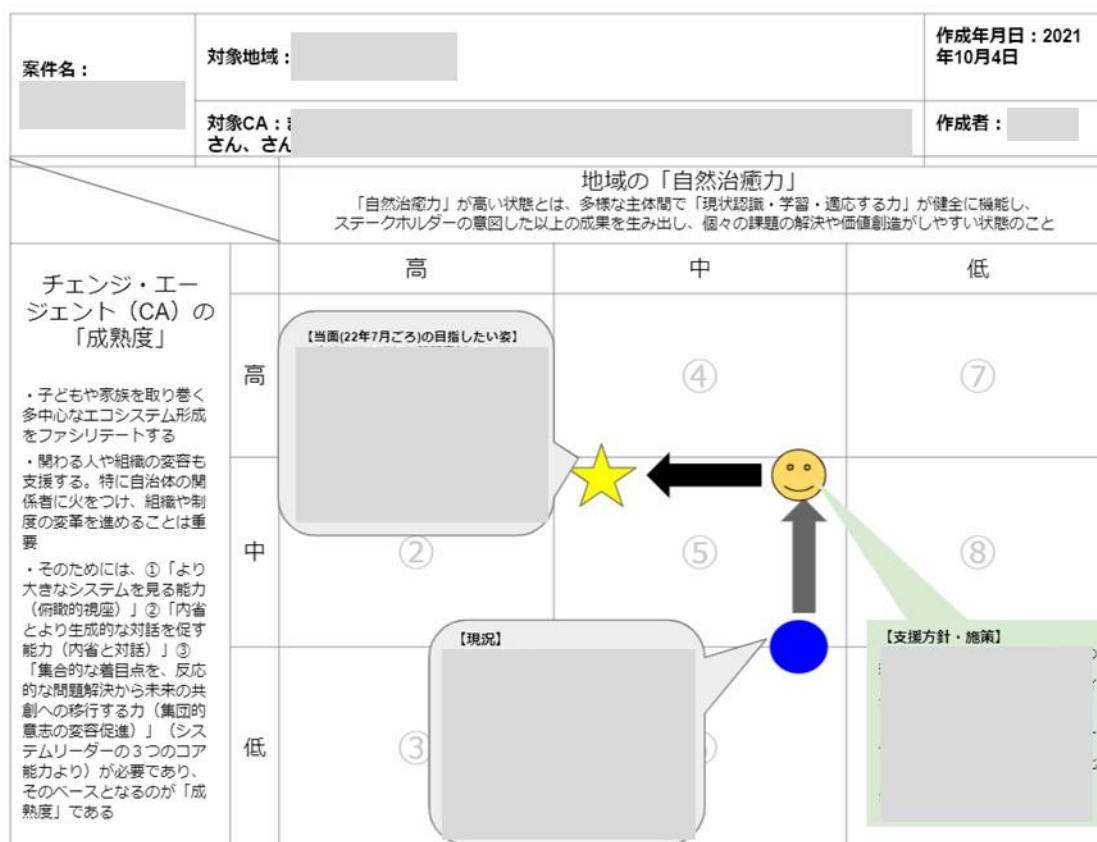 案件名：
対象地域：
作成年月日：2021
年10月4日
対象CA：
さん、さん
作成者：
地域の「自然治癒力」
「自然治癒力」が高い状態とは、多様な主体間で「現状認識・学習・適応する力」が健全に機能し、
ステークホルダーの意図した以上の成果を生み出し、個々の課題の解決や価値創造がしやすい状態のこと
チェンジ・エー
ジェント（CA）の
「成熟度」
・子どもや家族を取り巻く
多中心なエコシステム形成
をファシリテートする
・関わる人や組織の変容も
支援する。特に自治体の関
係者に火をつけ、組織や制
度の変革を進めることは重
要
・そのためには、①「より
大きなシステムを見る能力
（俯瞰的視座）」②「内省
とより生成的な対話を促す
能力（内省と対話）」③
「集合的な着目点を、反応
的な問題解決から未来の共
創への移行する力（集団的
意志の変容促進）」（シス
テムリーダーの３つのコア
能力より）が必要であり、
そのベースとなるのが「成
熟度」である
高
中
低
高
【当面(22年7月ごろ)の目指したい姿】
④
⑦
中
②
⑤
⑧
低
③
【現況】
【支援方針・施策】